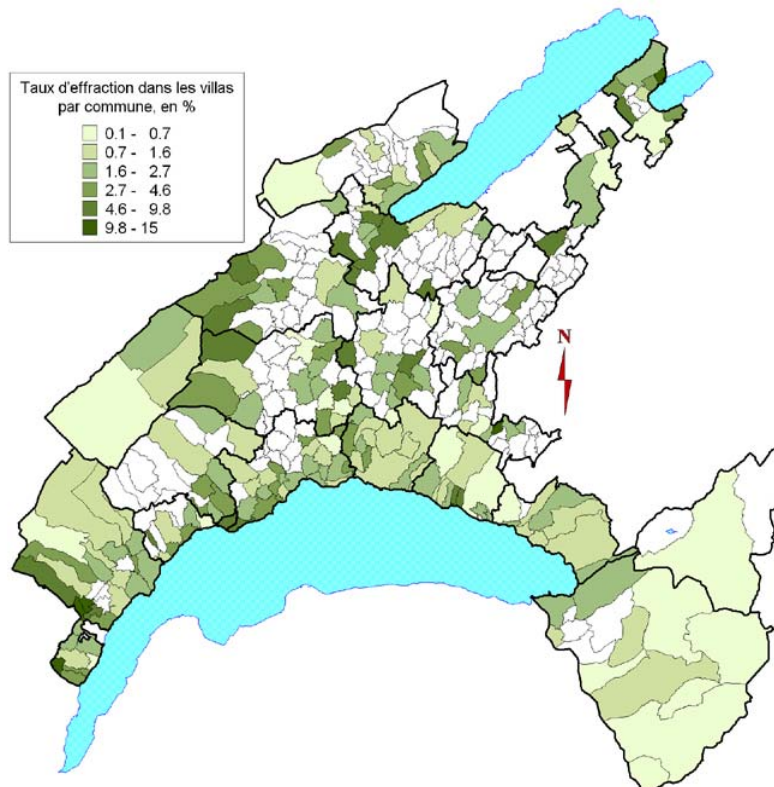 Taux d'effraction dans les villas
par commune, en %
0.1 - 0.7
0.7 - 1.6
1.6 - 2.7
2.7 - 4.6
4.6 - 9.8
9.8 - 15
N